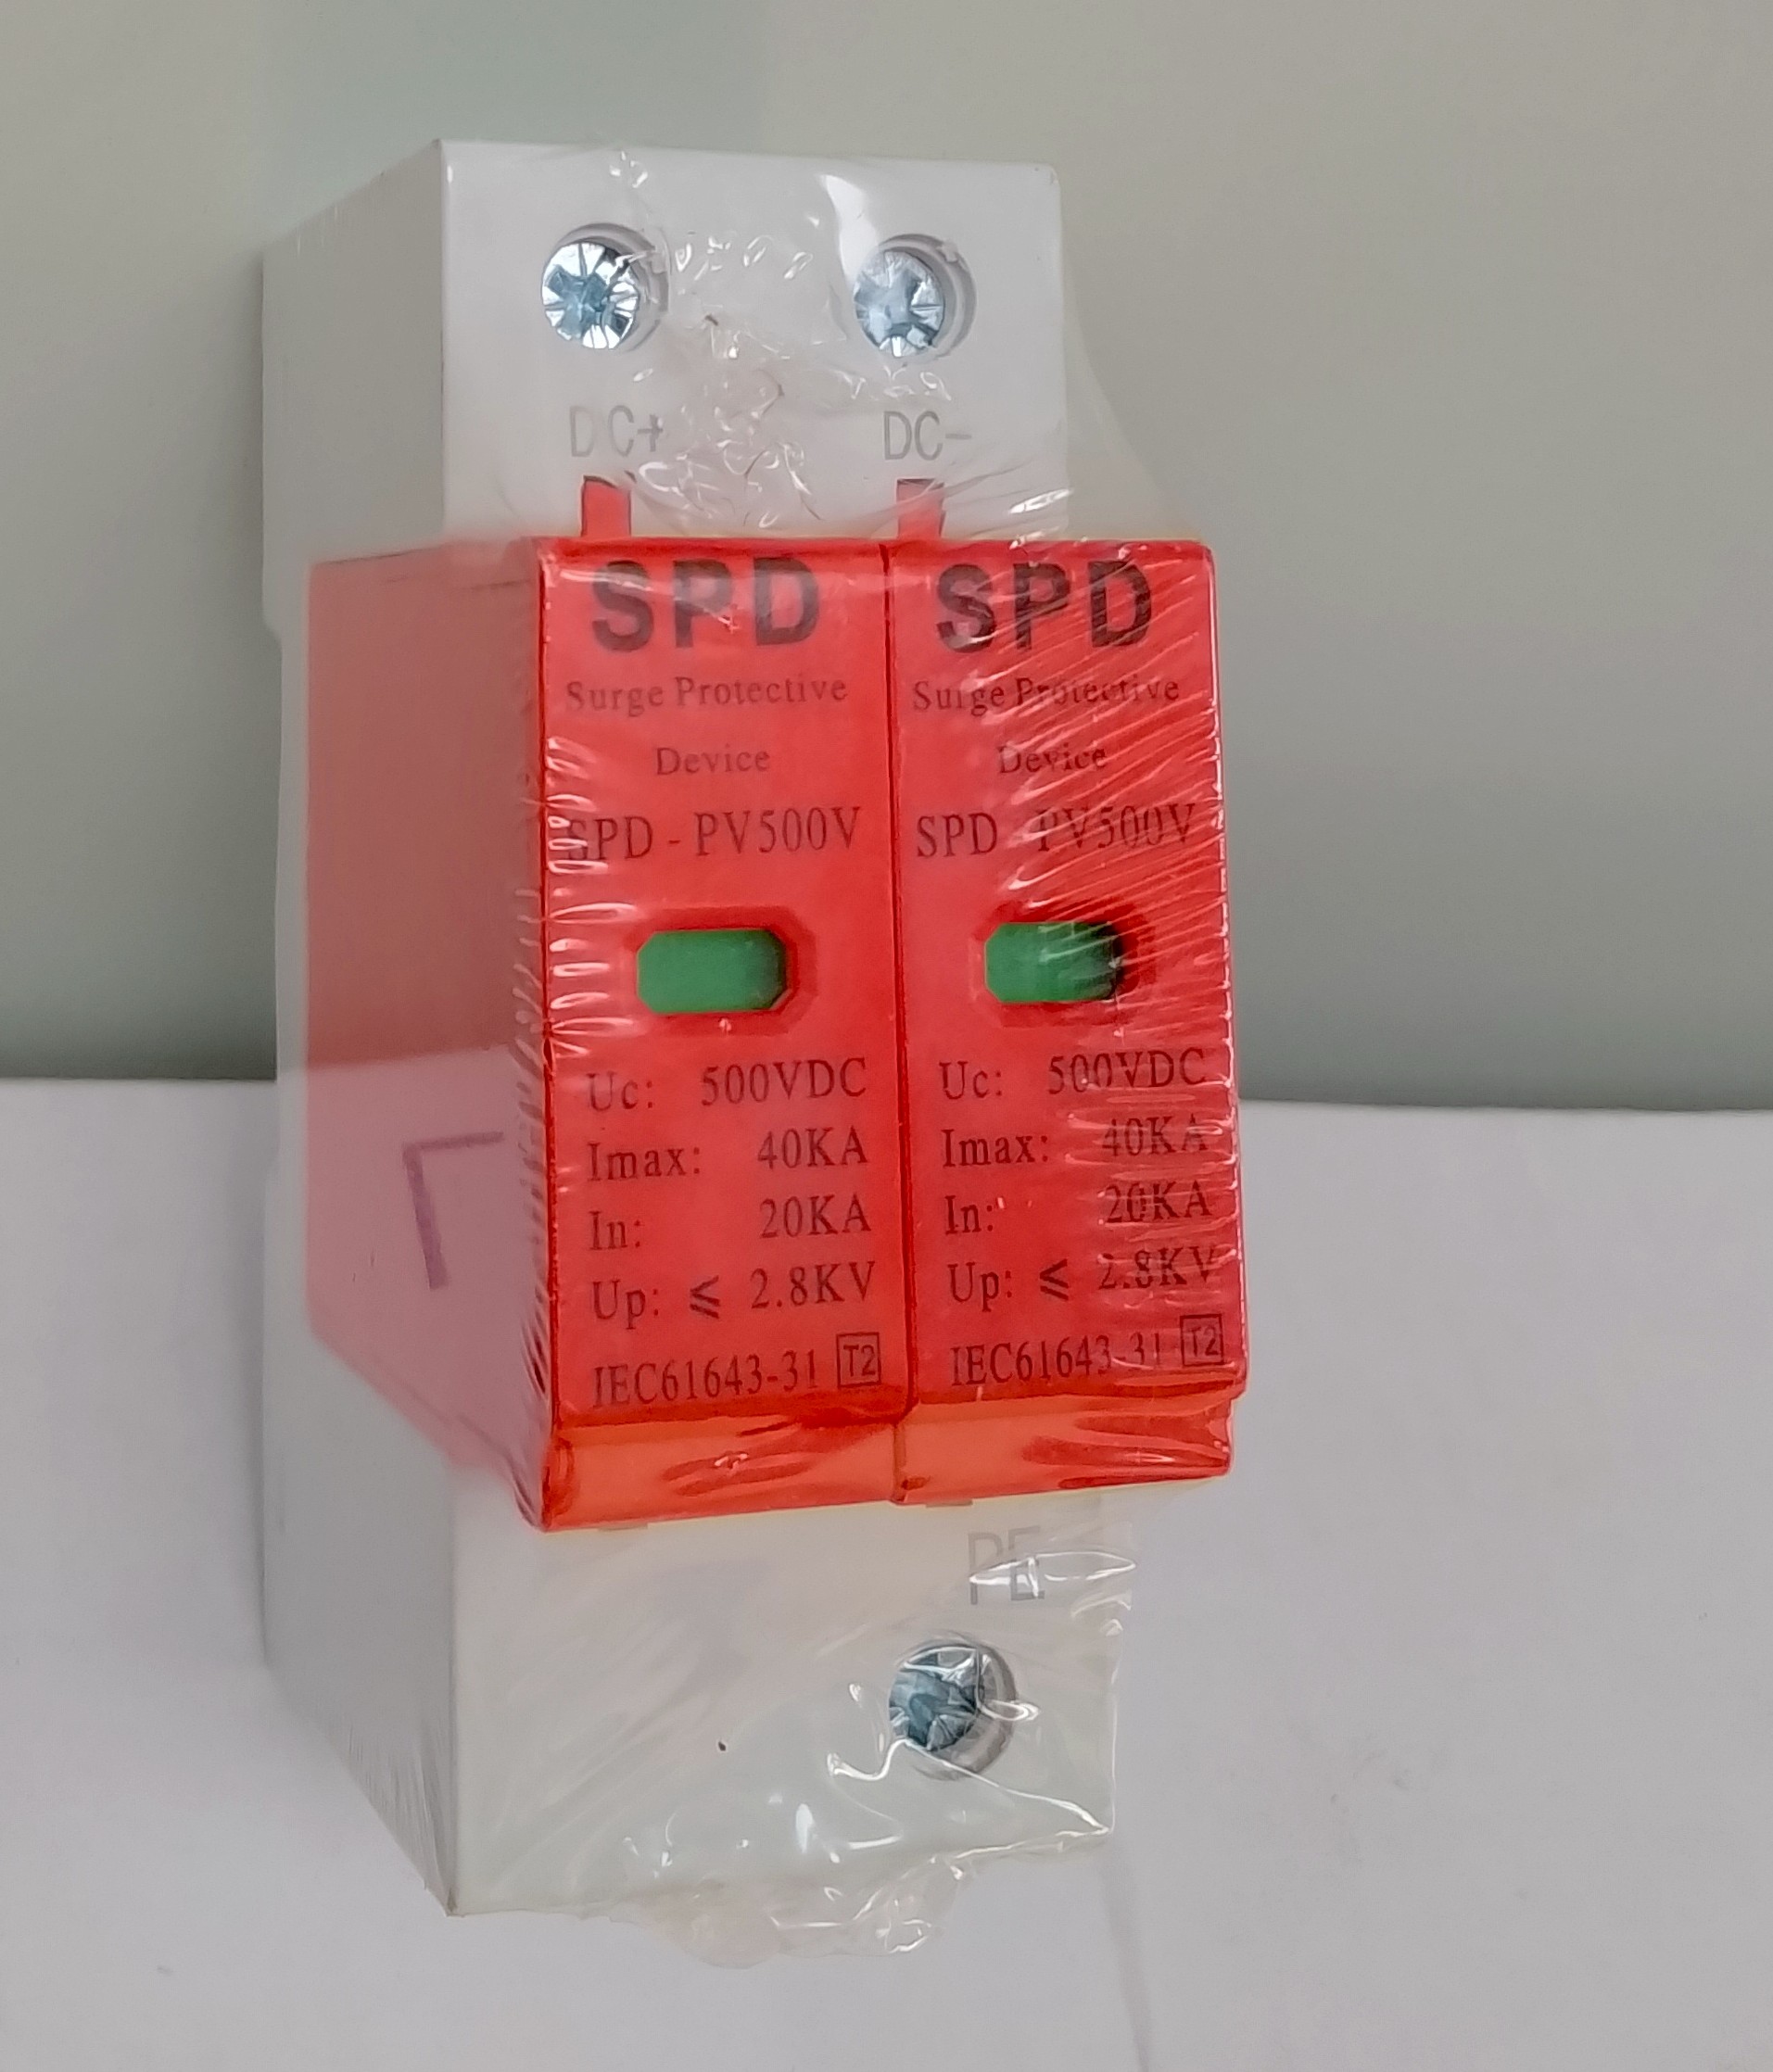 DC+ DC-
SPD
Surge Protective
Device
SPD - PV500V
Uc: 500VDC
Imax: 40KA
In: 20KA
Up: ⩽ 2.8KV
IEC61643-31 T2
SPD
Surge Protective
Device
SPD - PV500V
Uc: 500VDC
Imax: 40KA
In: 20KA
Up: ⩽ 2.8KV
IEC61643-31 T2
PE